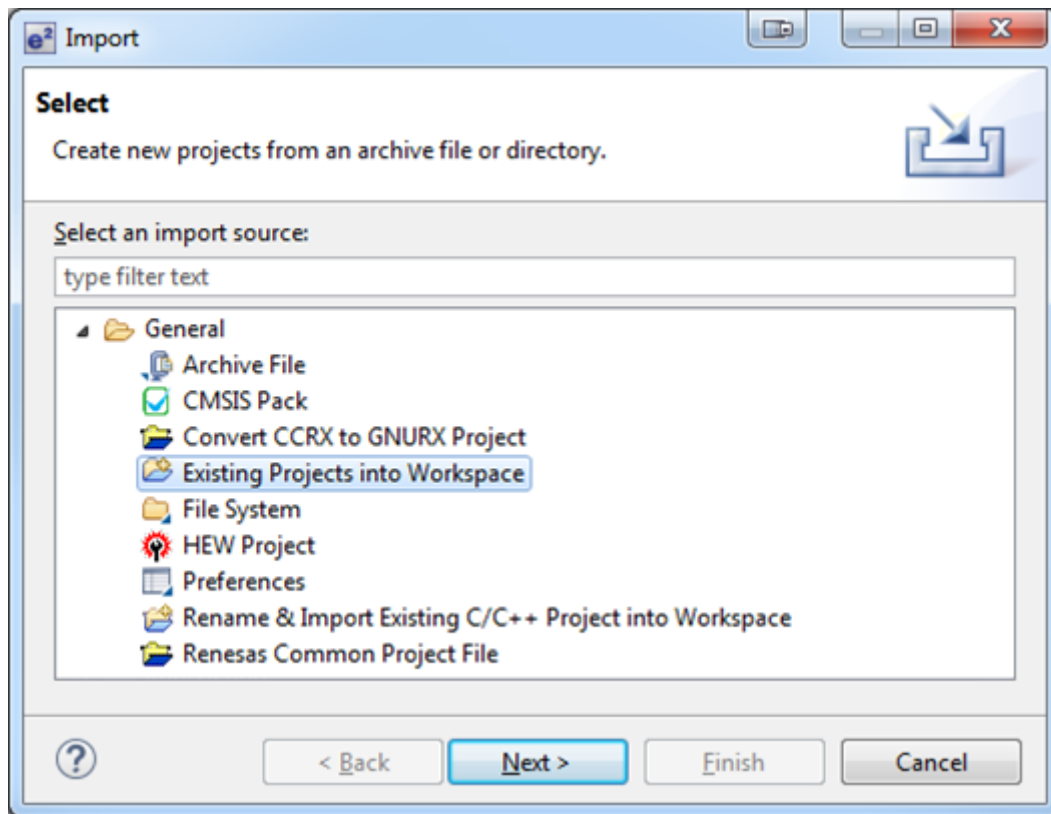 e² Import
Select
Create new projects from an archive file or directory.
Select an import source:
type filter text
General
Archive File
CMSIS Pack
Convert CCRX to GNURX Project
Existing Projects into Workspace
File System
HEW Project
Preferences
Rename & Import Existing C/C++ Project into Workspace
Renesas Common Project File
? < Back Next > Finish Cancel